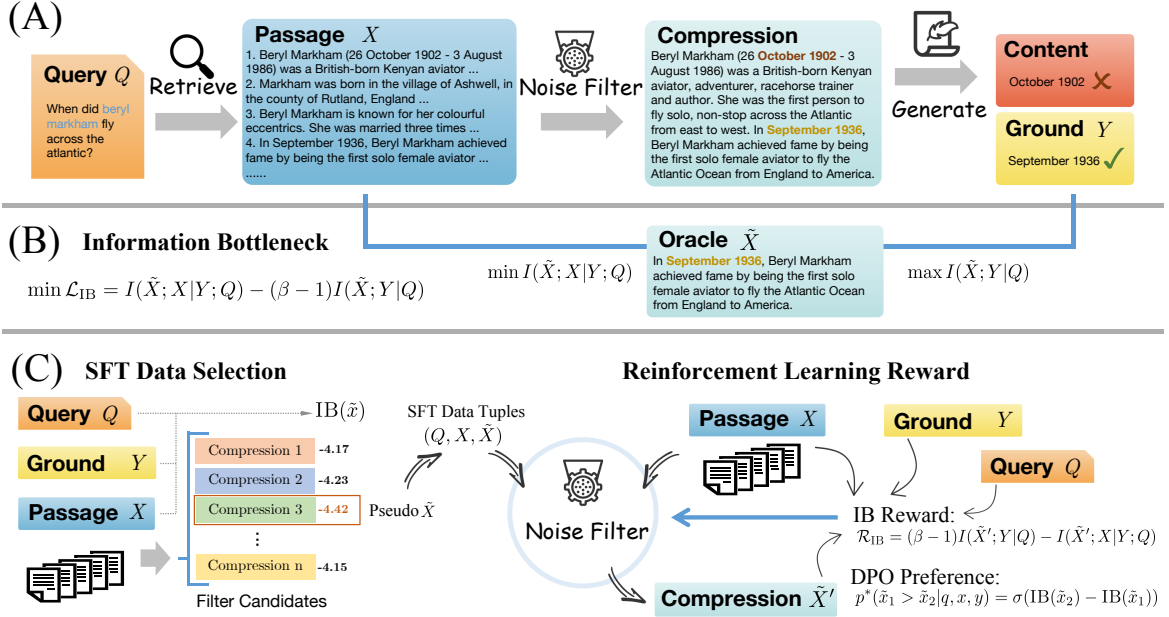 (A)
Query Q
When did beryl
markham fly
across the
atlantic?
Retrieve
Passage X
1. Beryl Markham (26 October 1902 - 3 August
1986) was a British-born Kenyan aviator ...
2. Markham was born in the village of Ashwell, in
the county of Rutland, England ...
3. Beryl Markham is known for her colourful
eccentrics. She was married three times ...
4. In September 1936, Beryl Markham achieved
fame by being the first solo female aviator ...
......
Noise Filter
Compression
Beryl Markham (26 October 1902 - 3
August 1986) was a British-born Kenyan
aviator, adventurer, racehorse trainer
and author. She was the first person to
fly solo, non-stop across the Atlantic
from east to west. In September 1936,
Beryl Markham achieved fame by being
the first solo female aviator to fly the
Atlantic Ocean from England to America.
Generate
Content
October 1902 ✗
Ground Y
September 1936 ✓
(B) Information Bottleneck
min L_IB = I(X̃; X|Y; Q) − (β − 1)I(X̃; Y|Q)
min I(X̃; X|Y; Q)
Oracle X̃
In September 1936, Beryl Markham
achieved fame by being the first solo
female aviator to fly the Atlantic Ocean
from England to America.
max I(X̃; Y|Q)
(C) SFT Data Selection
Query Q
Ground Y
Passage X
IB(x̃)
Compression 1 -4.17
Compression 2 -4.23
Compression 3 -4.42
⋮
Compression n -4.15
Filter Candidates
Pseudo X̃
SFT Data Tuples
(Q, X, X̃)
Noise Filter
Reinforcement Learning Reward
Passage X
Ground Y
Query Q
IB Reward:
R_IB = (β − 1)I(X̃′; Y|Q) − I(X̃′; X|Y; Q)
DPO Preference:
p*(x̃₁ > x̃₂|q, x, y) = σ(IB(x̃₂) − IB(x̃₁))
Compression X̃′